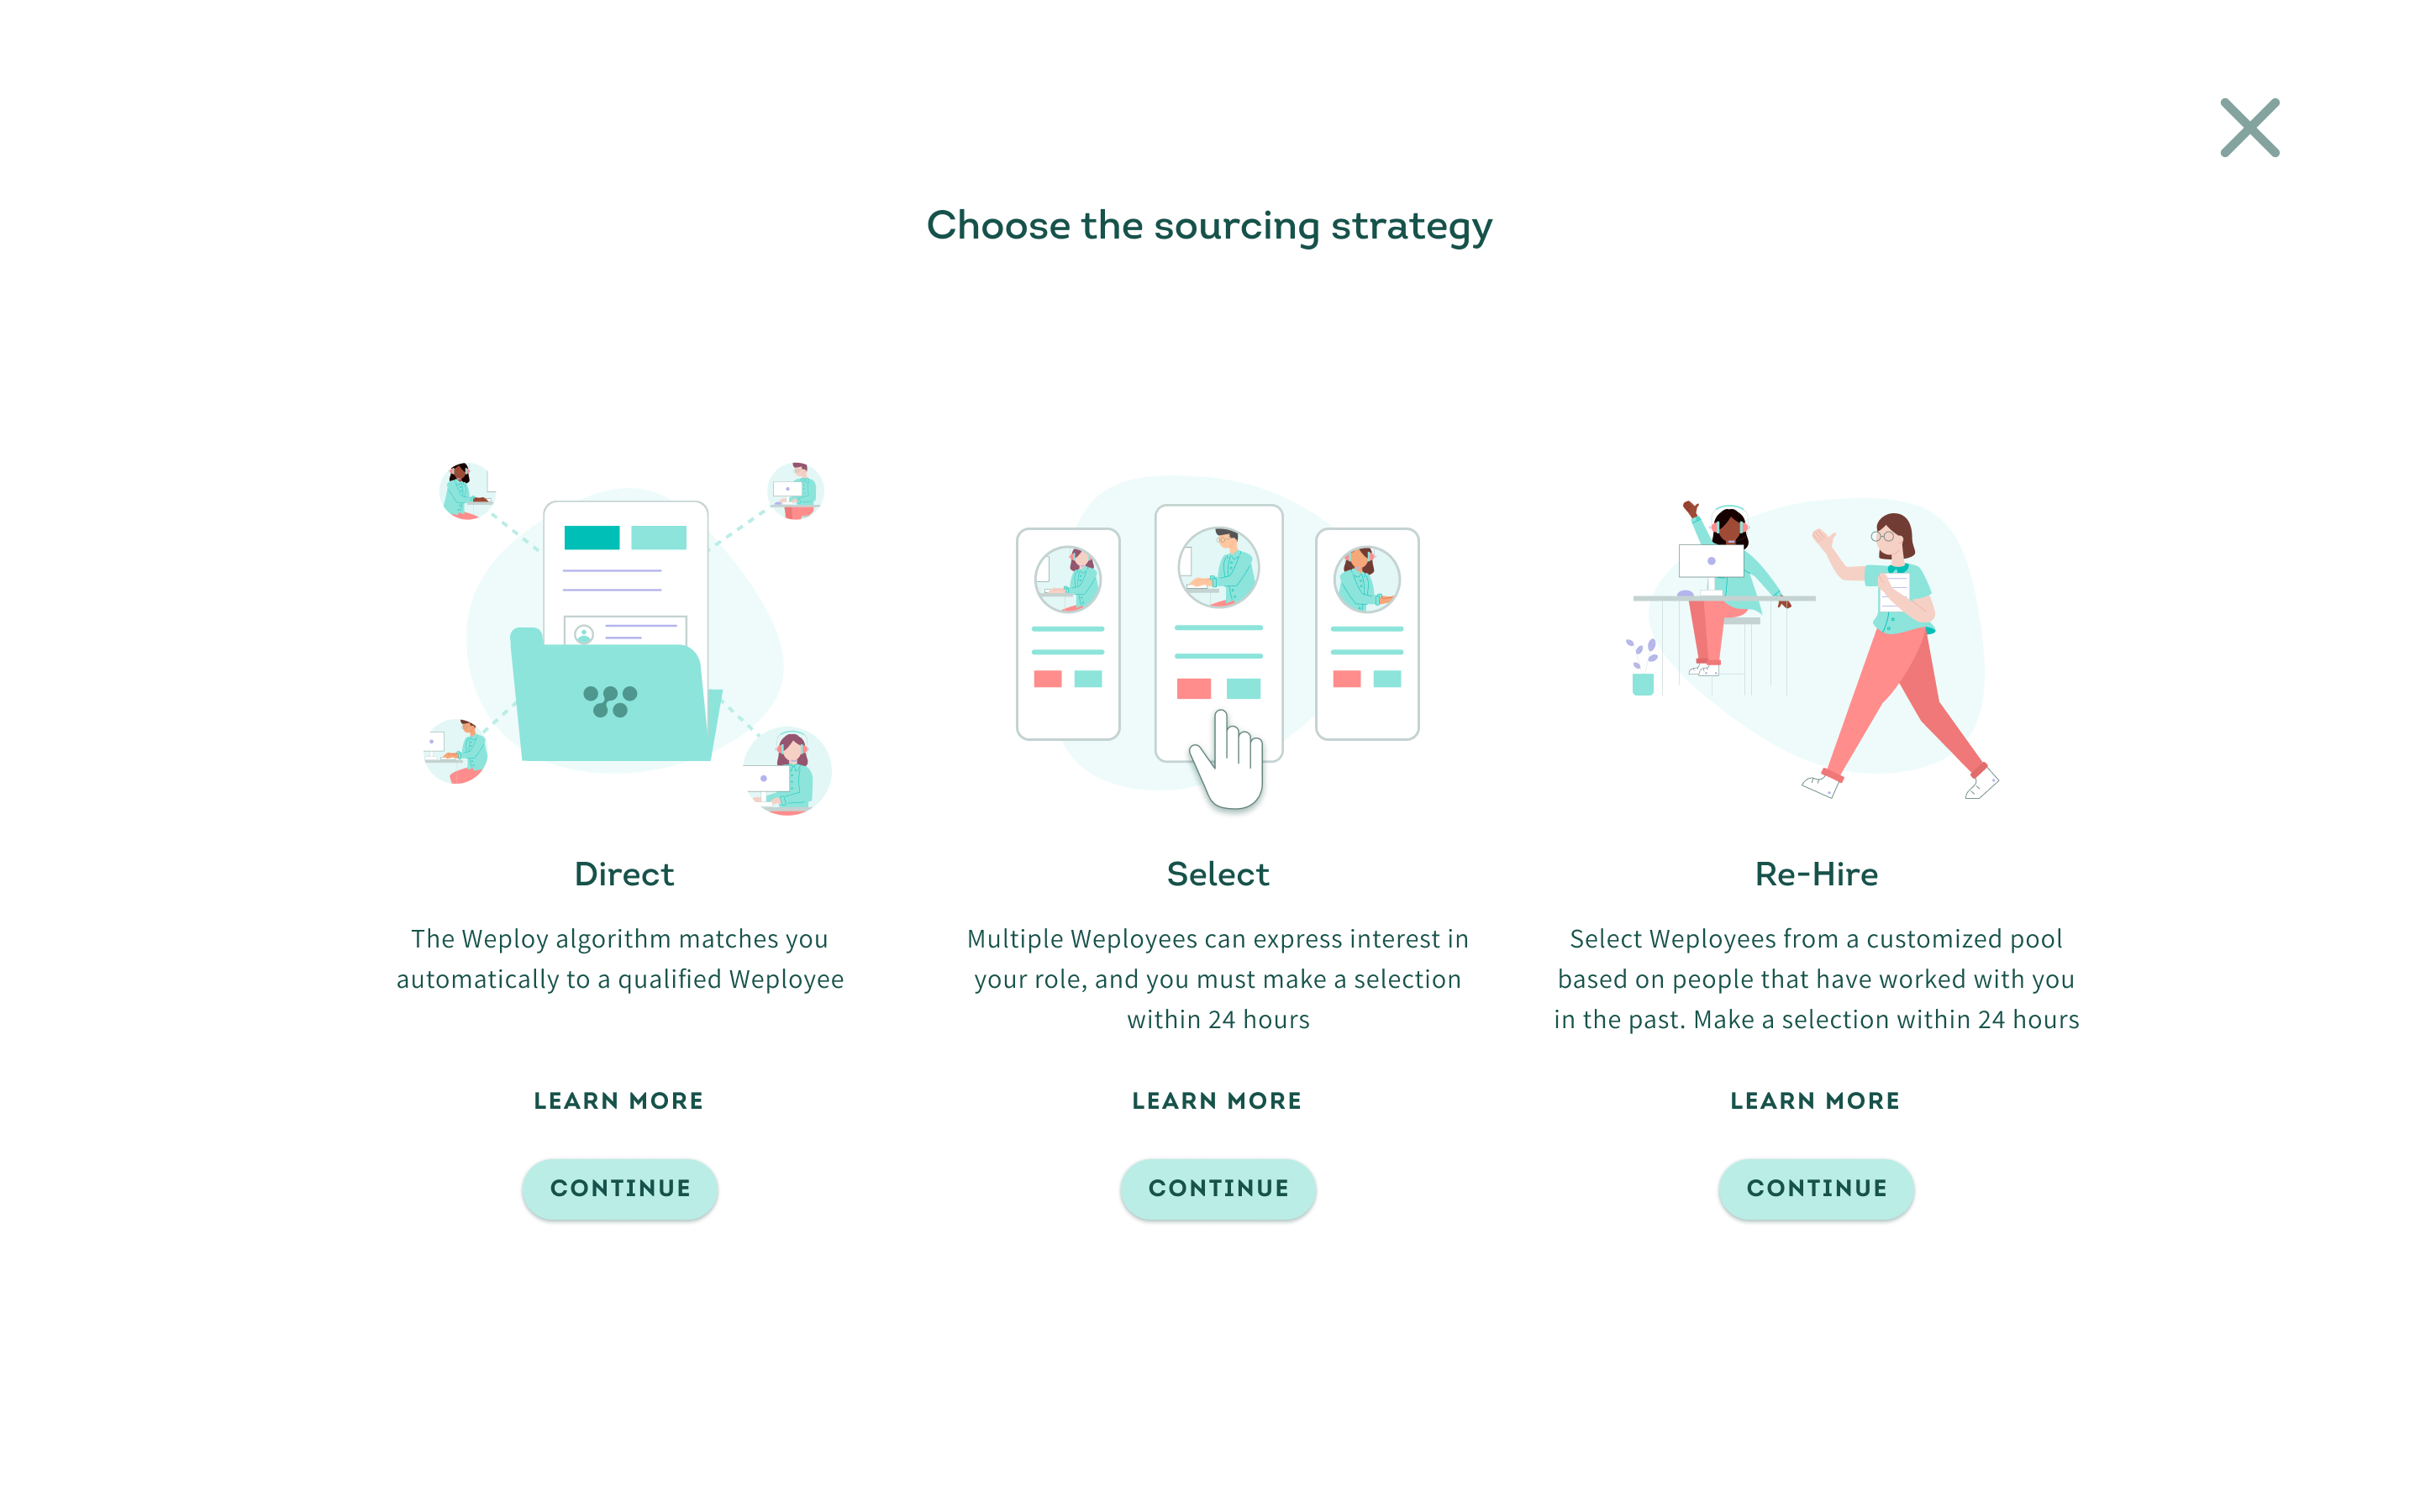 Choose the sourcing strategy
Direct
The Weploy algorithm matches you
automatically to a qualified Weployee
LEARN MORE
CONTINUE
Select
Multiple Weployees can express interest in
your role, and you must make a selection
within 24 hours
LEARN MORE
CONTINUE
Re-Hire
Select Weployees from a customized pool
based on people that have worked with you
in the past. Make a selection within 24 hours
LEARN MORE
CONTINUE